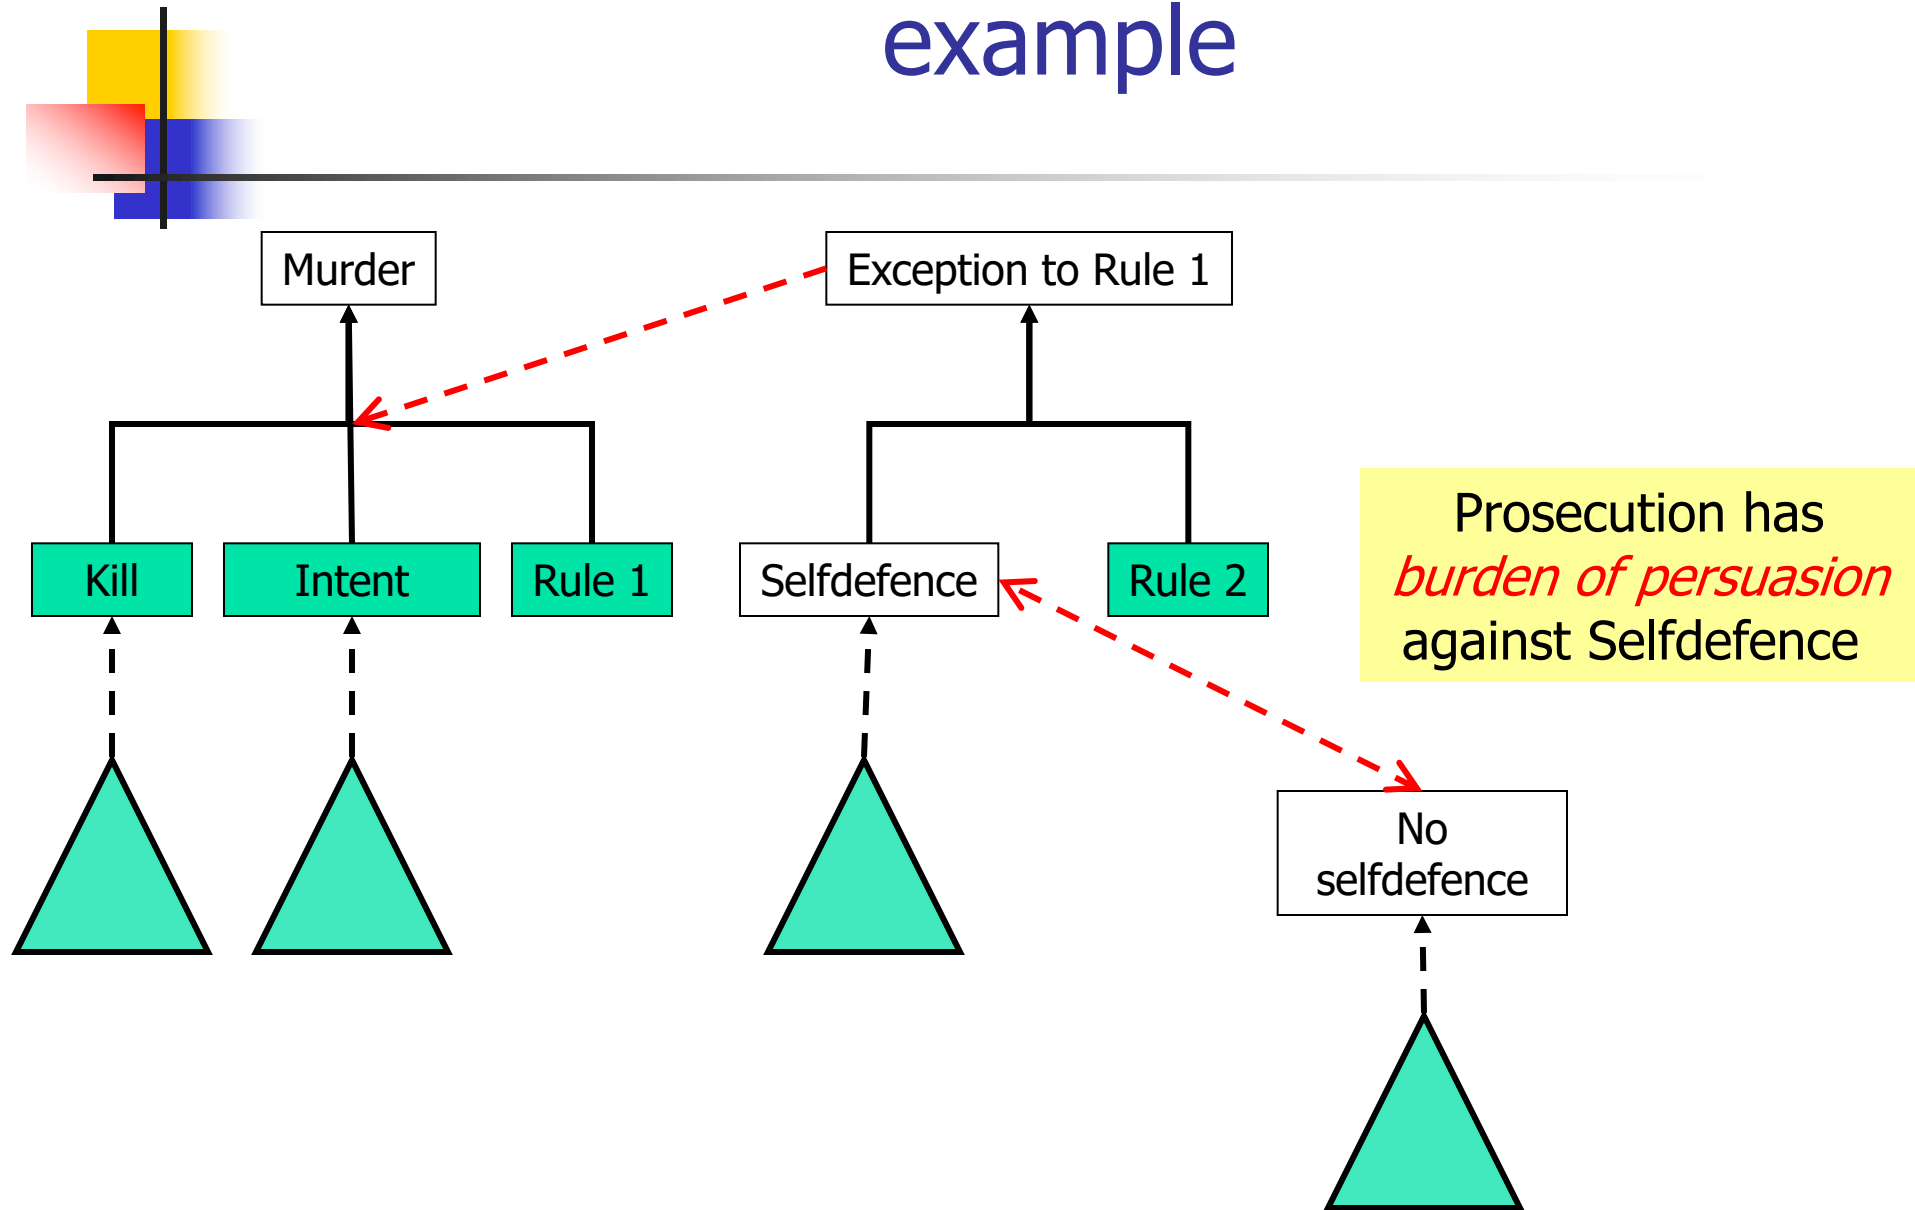 example
Murder
Exception to Rule 1
Kill
Intent
Rule 1
Selfdefence
Rule 2
Prosecution has
burden of persuasion
against Selfdefence
No
selfdefence